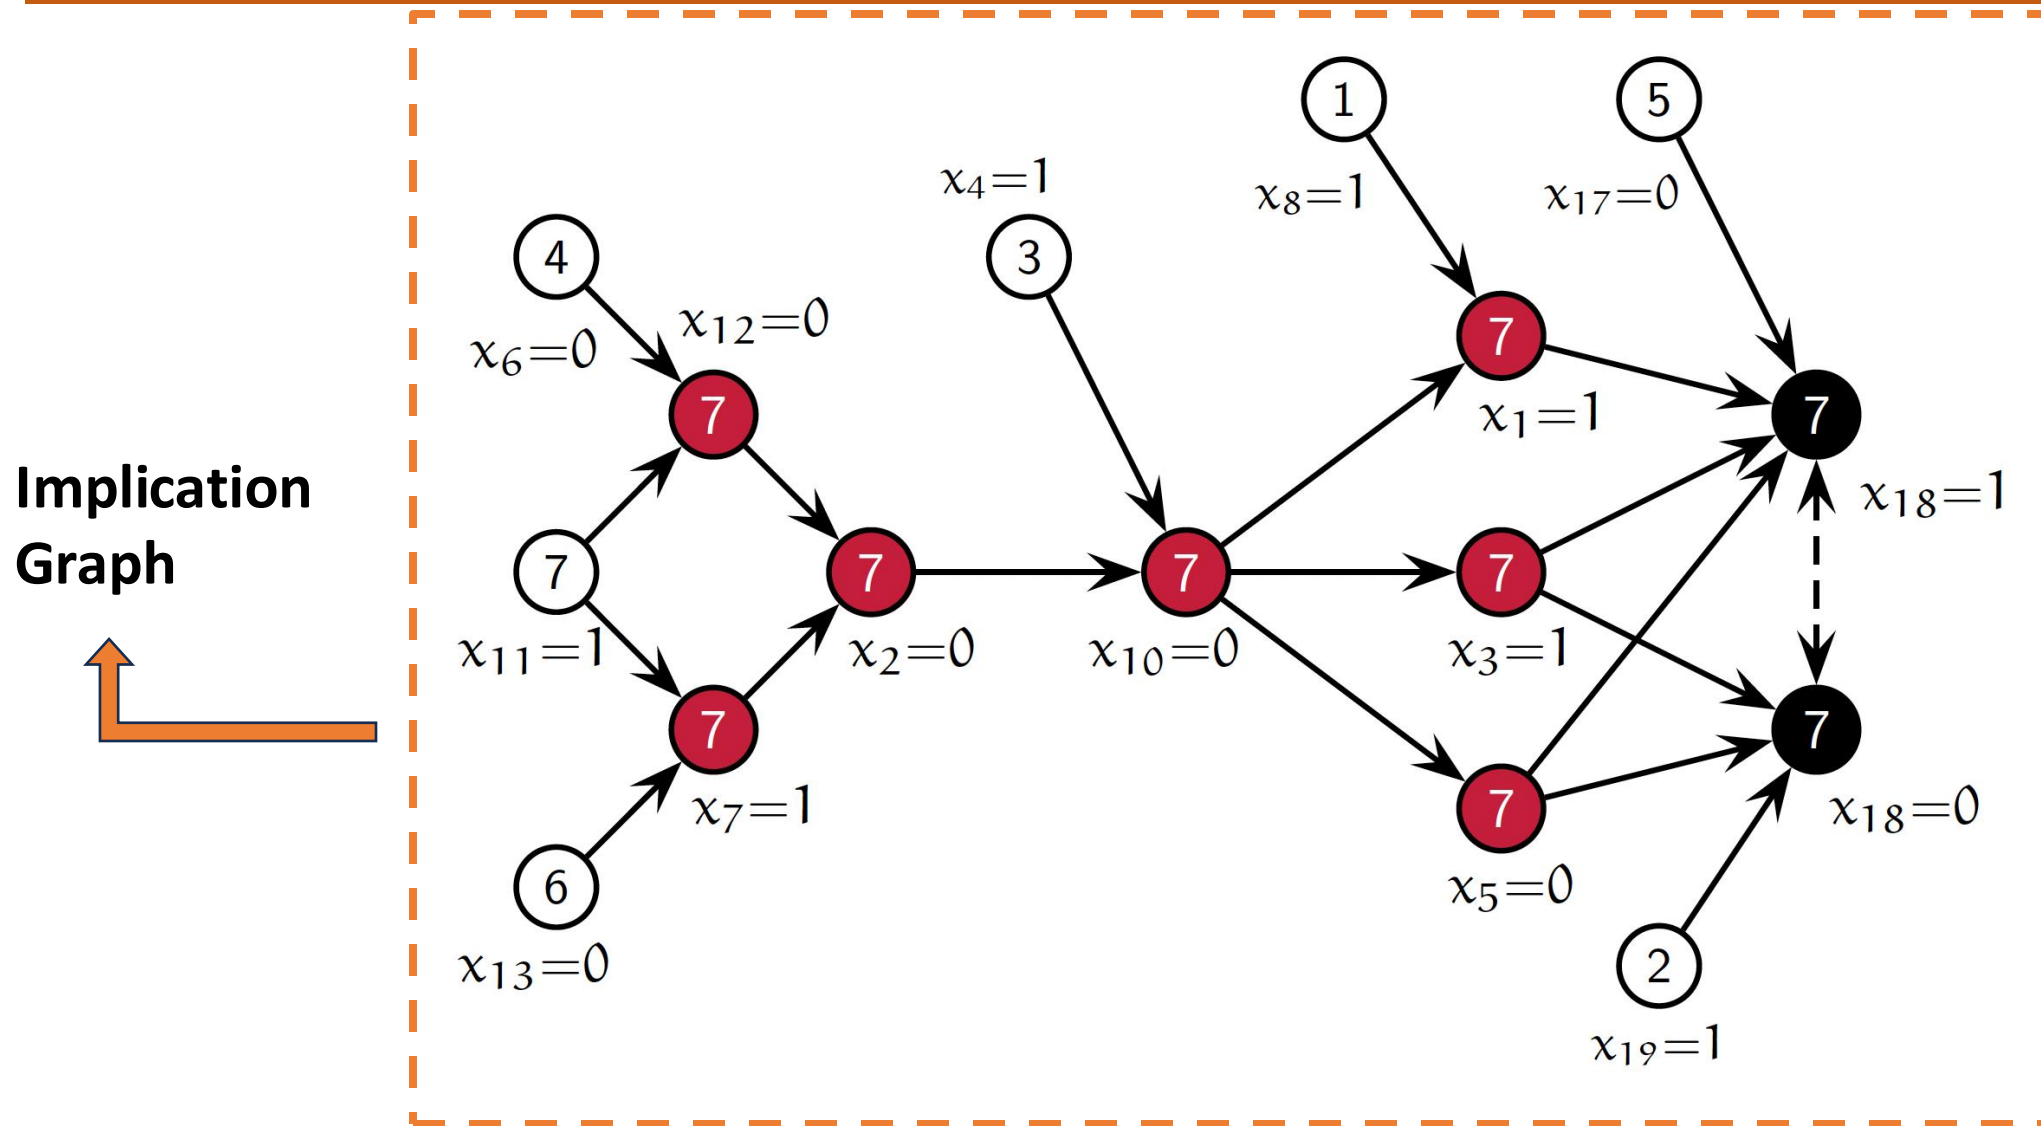 1
5
x4=1
x8=1
x17=0
4
3
x12=0
x6=0
7
7
7
x1=1
Implication
Graph
x18=1
7
7
7
7
x11=1
x2=0
x10=0
x3=1
7
7
x7=1
7
x18=0
6
x5=0
x13=0
2
x19=1